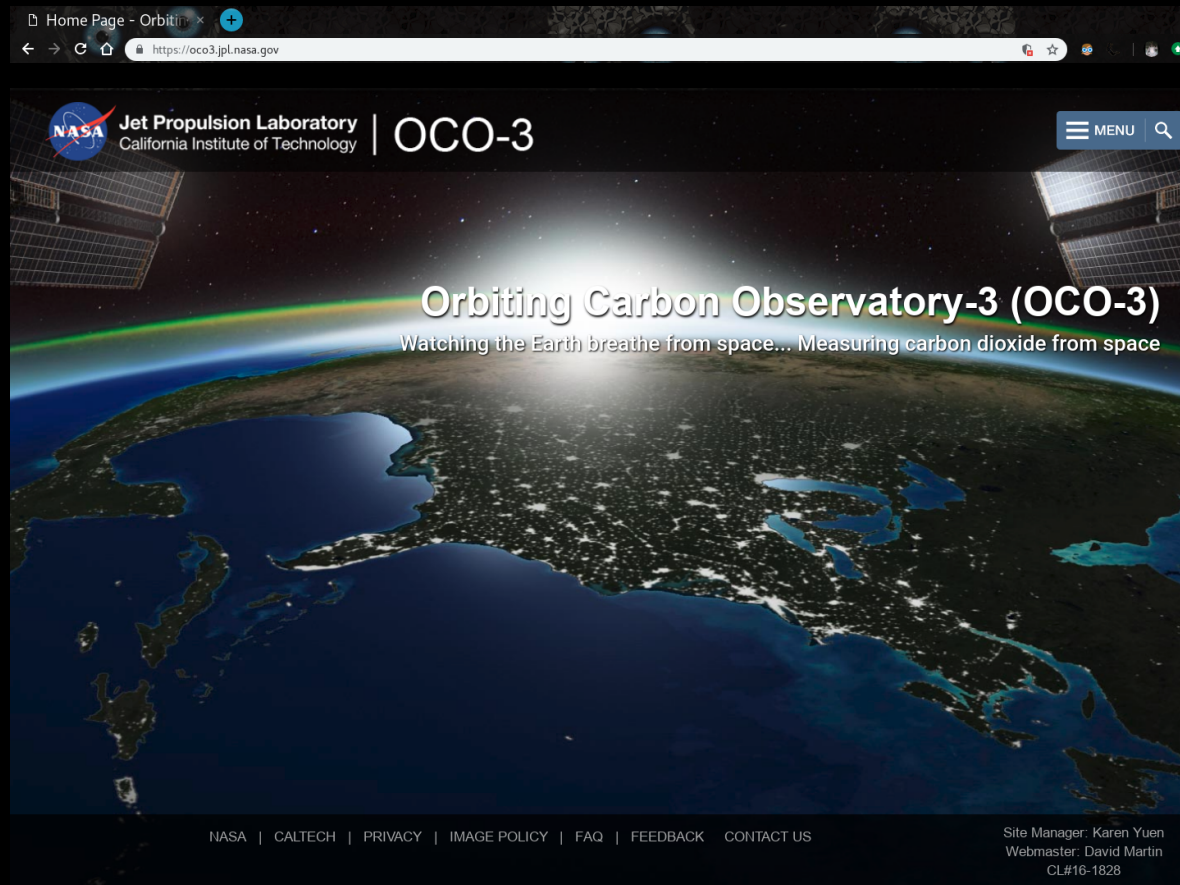 Home Page - Orbitin
https://oco3.jpl.nasa.gov
NASA
Jet Propulsion Laboratory
California Institute of Technology
OCO-3
MENU
Orbiting Carbon Observatory-3 (OCO-3)
Watching the Earth breathe from space... Measuring carbon dioxide from space
NASA | CALTECH | PRIVACY | IMAGE POLICY | FAQ | FEEDBACK CONTACT US
Site Manager: Karen Yuen
Webmaster: David Martin
CL#16-1828